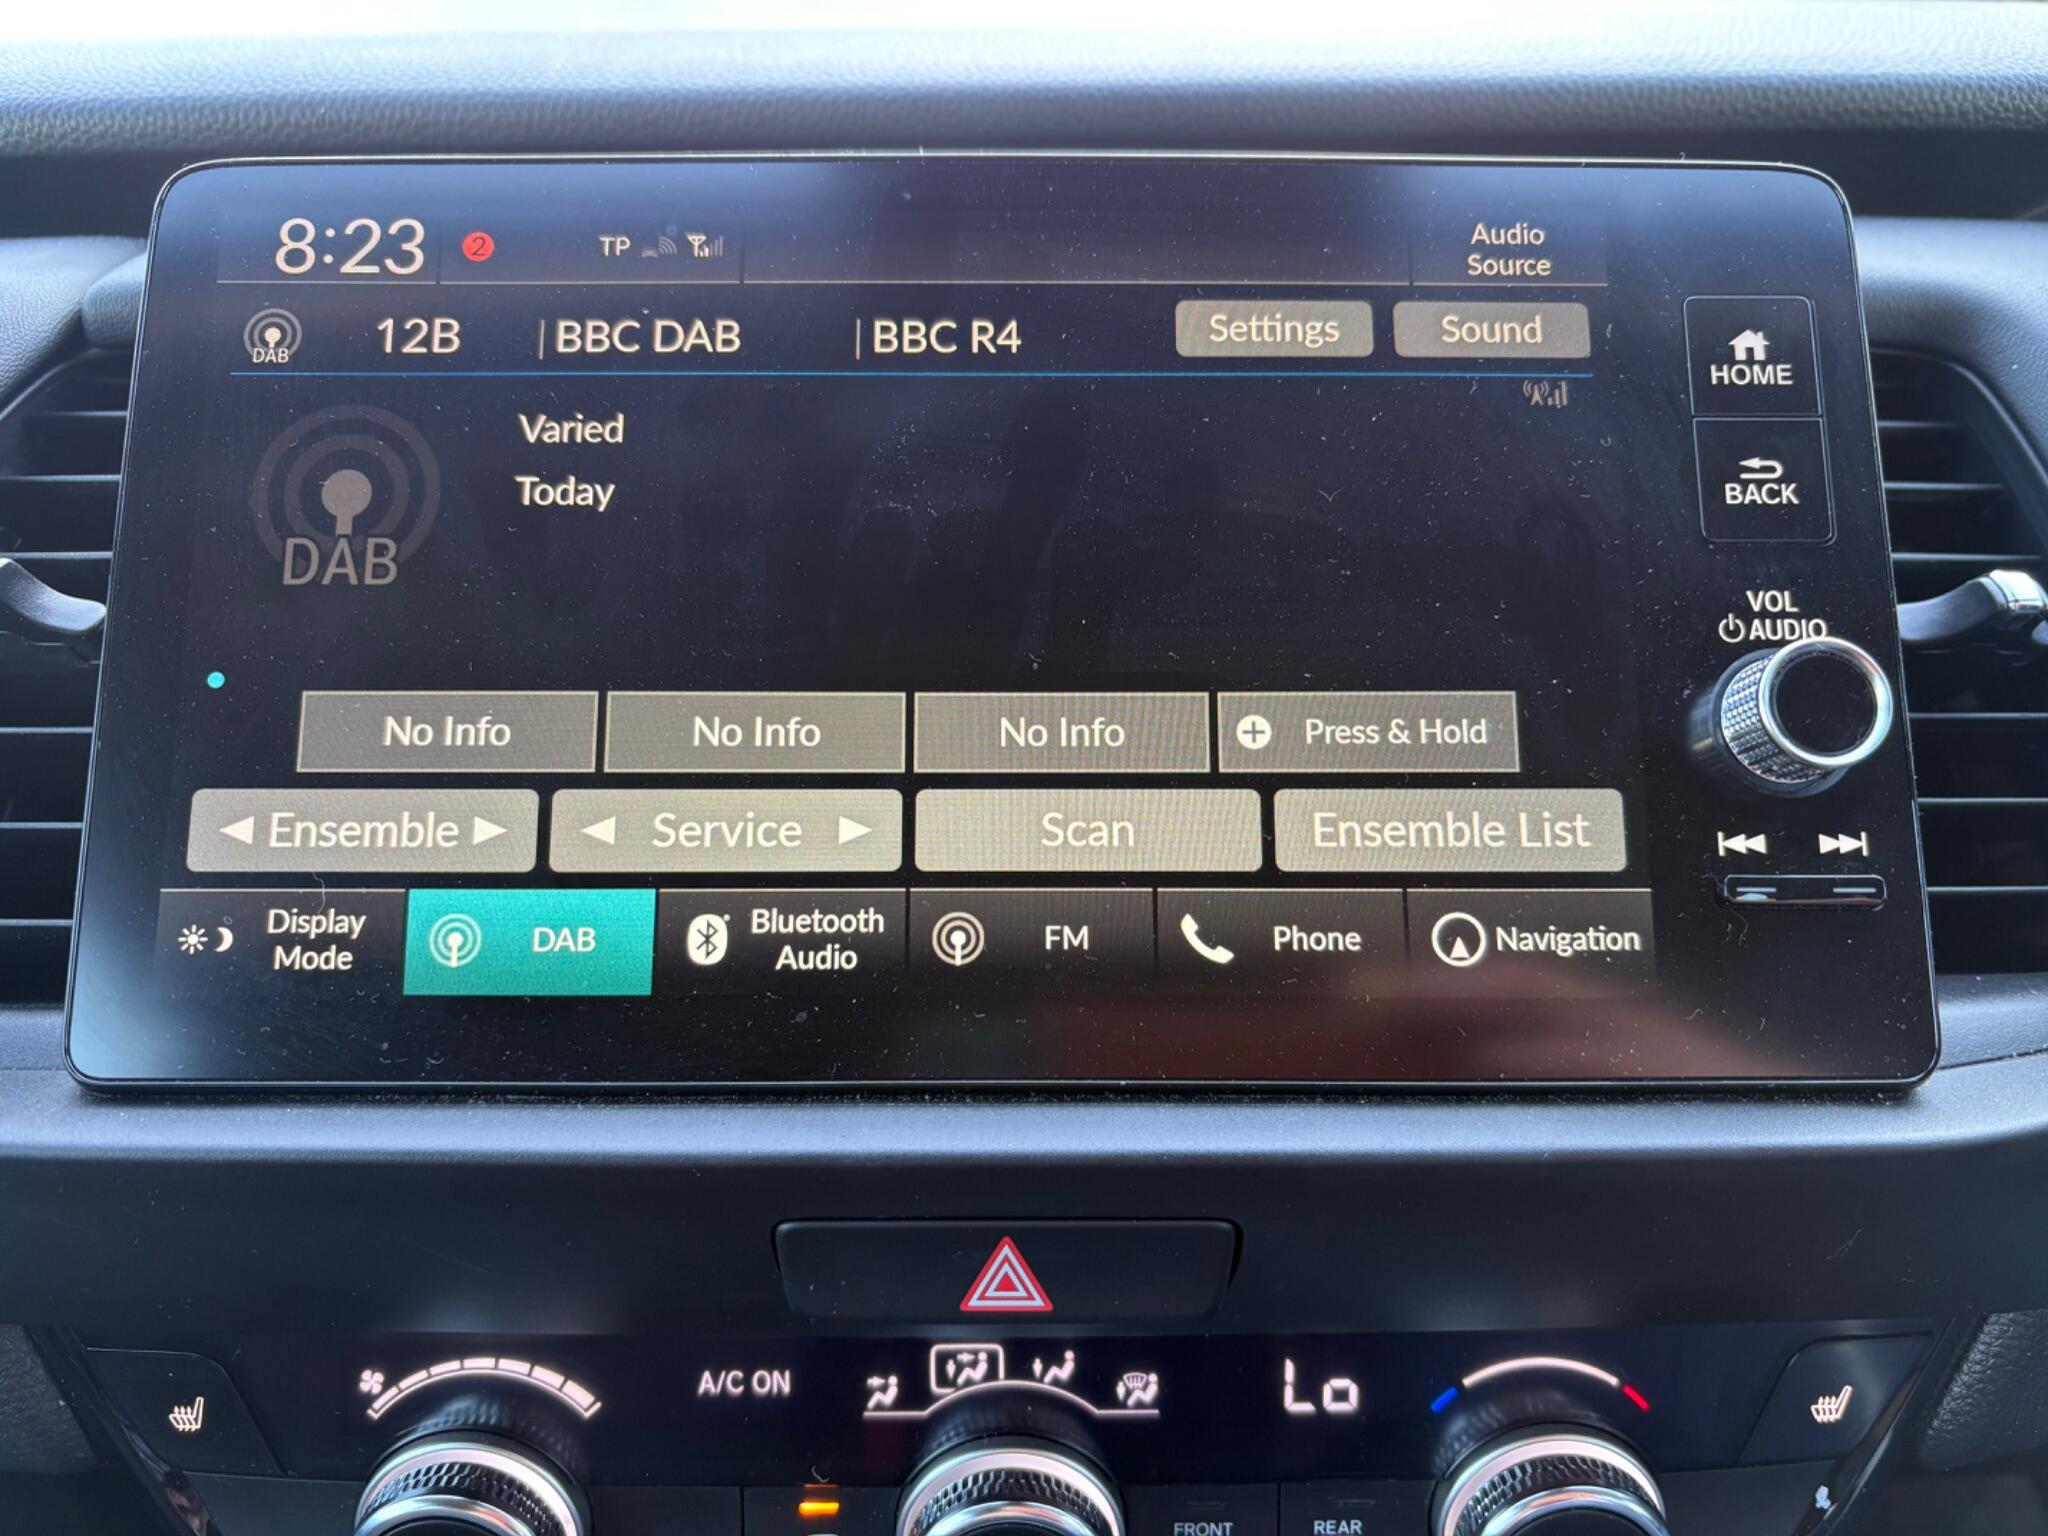 8:23
2
TP
Audio
Source
DAB
12B
BBC DAB
BBC R4
Settings
Sound
Varied
Today
DAB
HOME
BACK
VOL
AUDIO
No Info
No Info
No Info
Press & Hold
Ensemble
Service
Scan
Ensemble List
Display
Mode
DAB
Bluetooth
Audio
FM
Phone
Navigation
A/C ON
Lo
FRONT
REAR